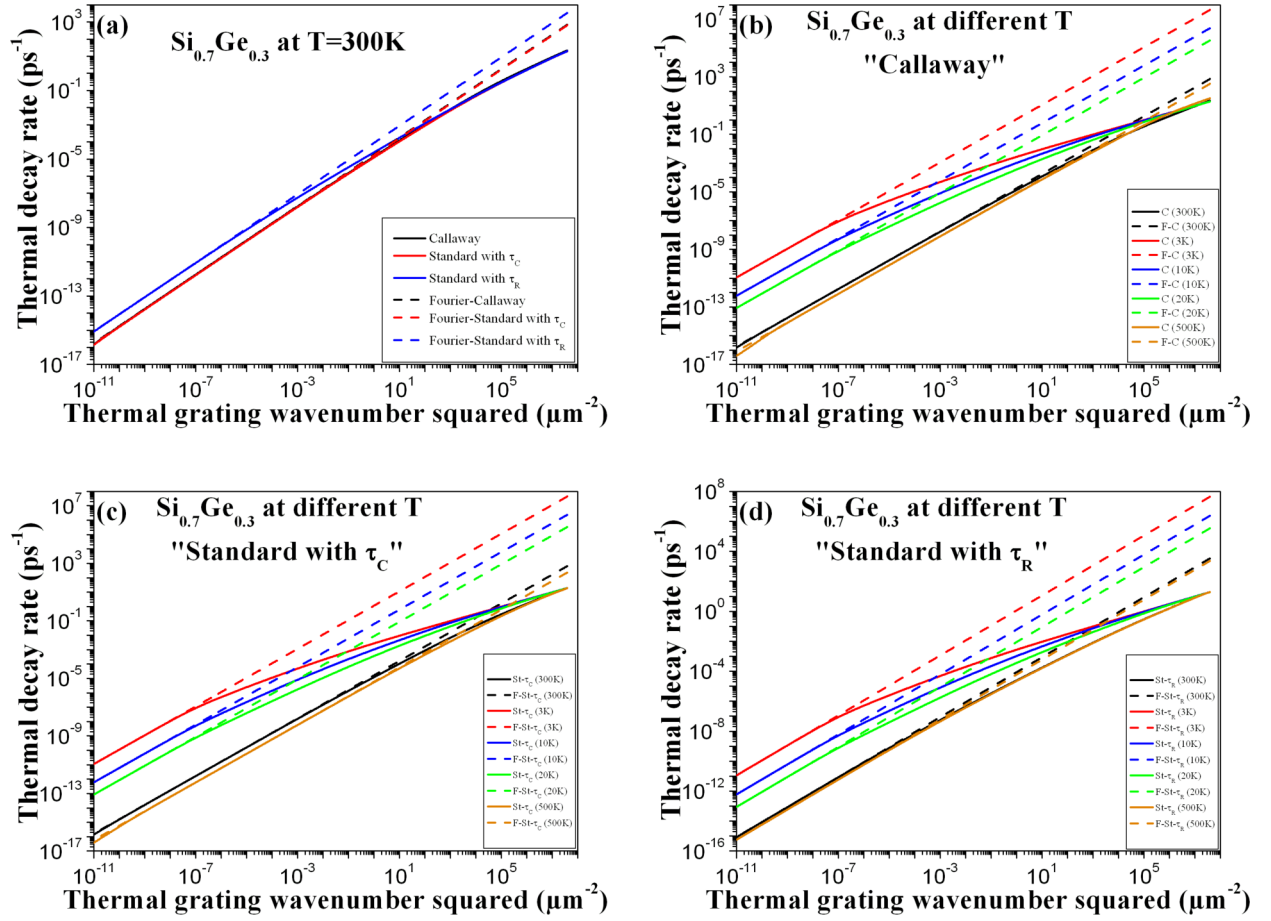 (a)
Si0.7Ge0.3 at T=300K
Thermal decay rate (ps-1)
10^3
10^1
10^-1
10^-5
10^-9
10^-13
10^-17
Callaway
Standard with τC
Standard with τR
Fourier-Callaway
Fourier-Standard with τC
Fourier-Standard with τR
10^-11 10^-7 10^-3 10^1 10^5
Thermal grating wavenumber squared (μm-2)
(b)
Si0.7Ge0.3 at different T
"Callaway"
Thermal decay rate (ps-1)
10^7
10^3
10^-1
10^-5
10^-9
10^-13
10^-17
C (300K)
F-C (300K)
C (3K)
F-C (3K)
C (10K)
F-C (10K)
C (20K)
F-C (20K)
C (500K)
F-C (500K)
10^-11 10^-7 10^-3 10^1 10^5
Thermal grating wavenumber squared (μm-2)
(c)
Si0.7Ge0.3 at different T
"Standard with τC"
Thermal decay rate (ps-1)
10^7
10^3
10^-1
10^-5
10^-9
10^-13
10^-17
St-τC (300K)
F-St-τC (300K)
St-τC (3K)
F-St-τC (3K)
St-τC (10K)
F-St-τC (10K)
St-τC (20K)
F-St-τC (20K)
St-τC (500K)
F-St-τC (500K)
10^-11 10^-7 10^-3 10^1 10^5
Thermal grating wavenumber squared (μm-2)
(d)
Si0.7Ge0.3 at different T
"Standard with τR"
Thermal decay rate (ps-1)
10^8
10^4
10^0
10^-4
10^-8
10^-12
10^-16
St-τR (300K)
F-St-τR (300K)
St-τR (3K)
F-St-τR (3K)
St-τR (10K)
F-St-τR (10K)
St-τR (20K)
F-St-τR (20K)
St-τR (500K)
F-St-τR (500K)
10^-11 10^-7 10^-3 10^1 10^5
Thermal grating wavenumber squared (μm-2)